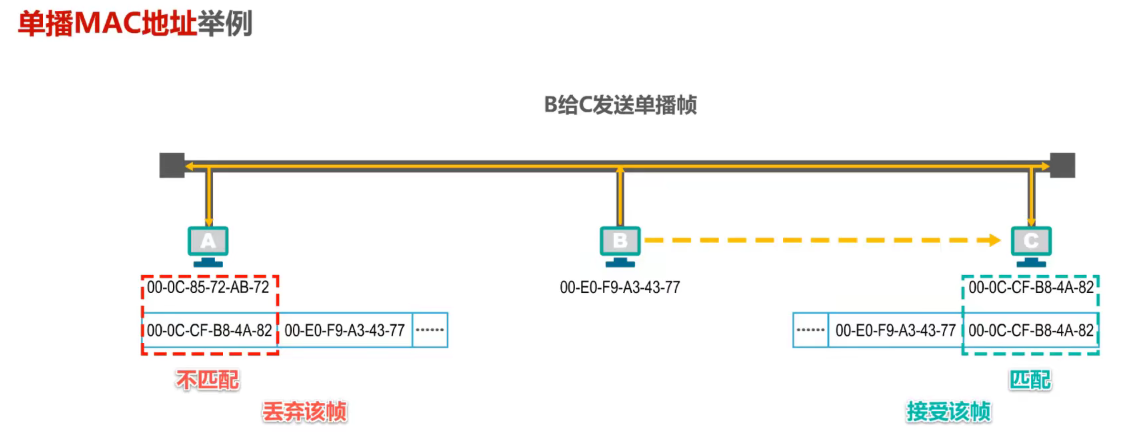 单播MAC地址举例
B给C发送单播帧
A
B
C
00-0C-85-72-AB-72
00-E0-F9-A3-43-77
00-0C-CF-B8-4A-82
00-0C-CF-B8-4A-82 00-E0-F9-A3-43-77 ······
······ 00-E0-F9-A3-43-77 00-0C-CF-B8-4A-82
不匹配
匹配
丢弃该帧
接受该帧